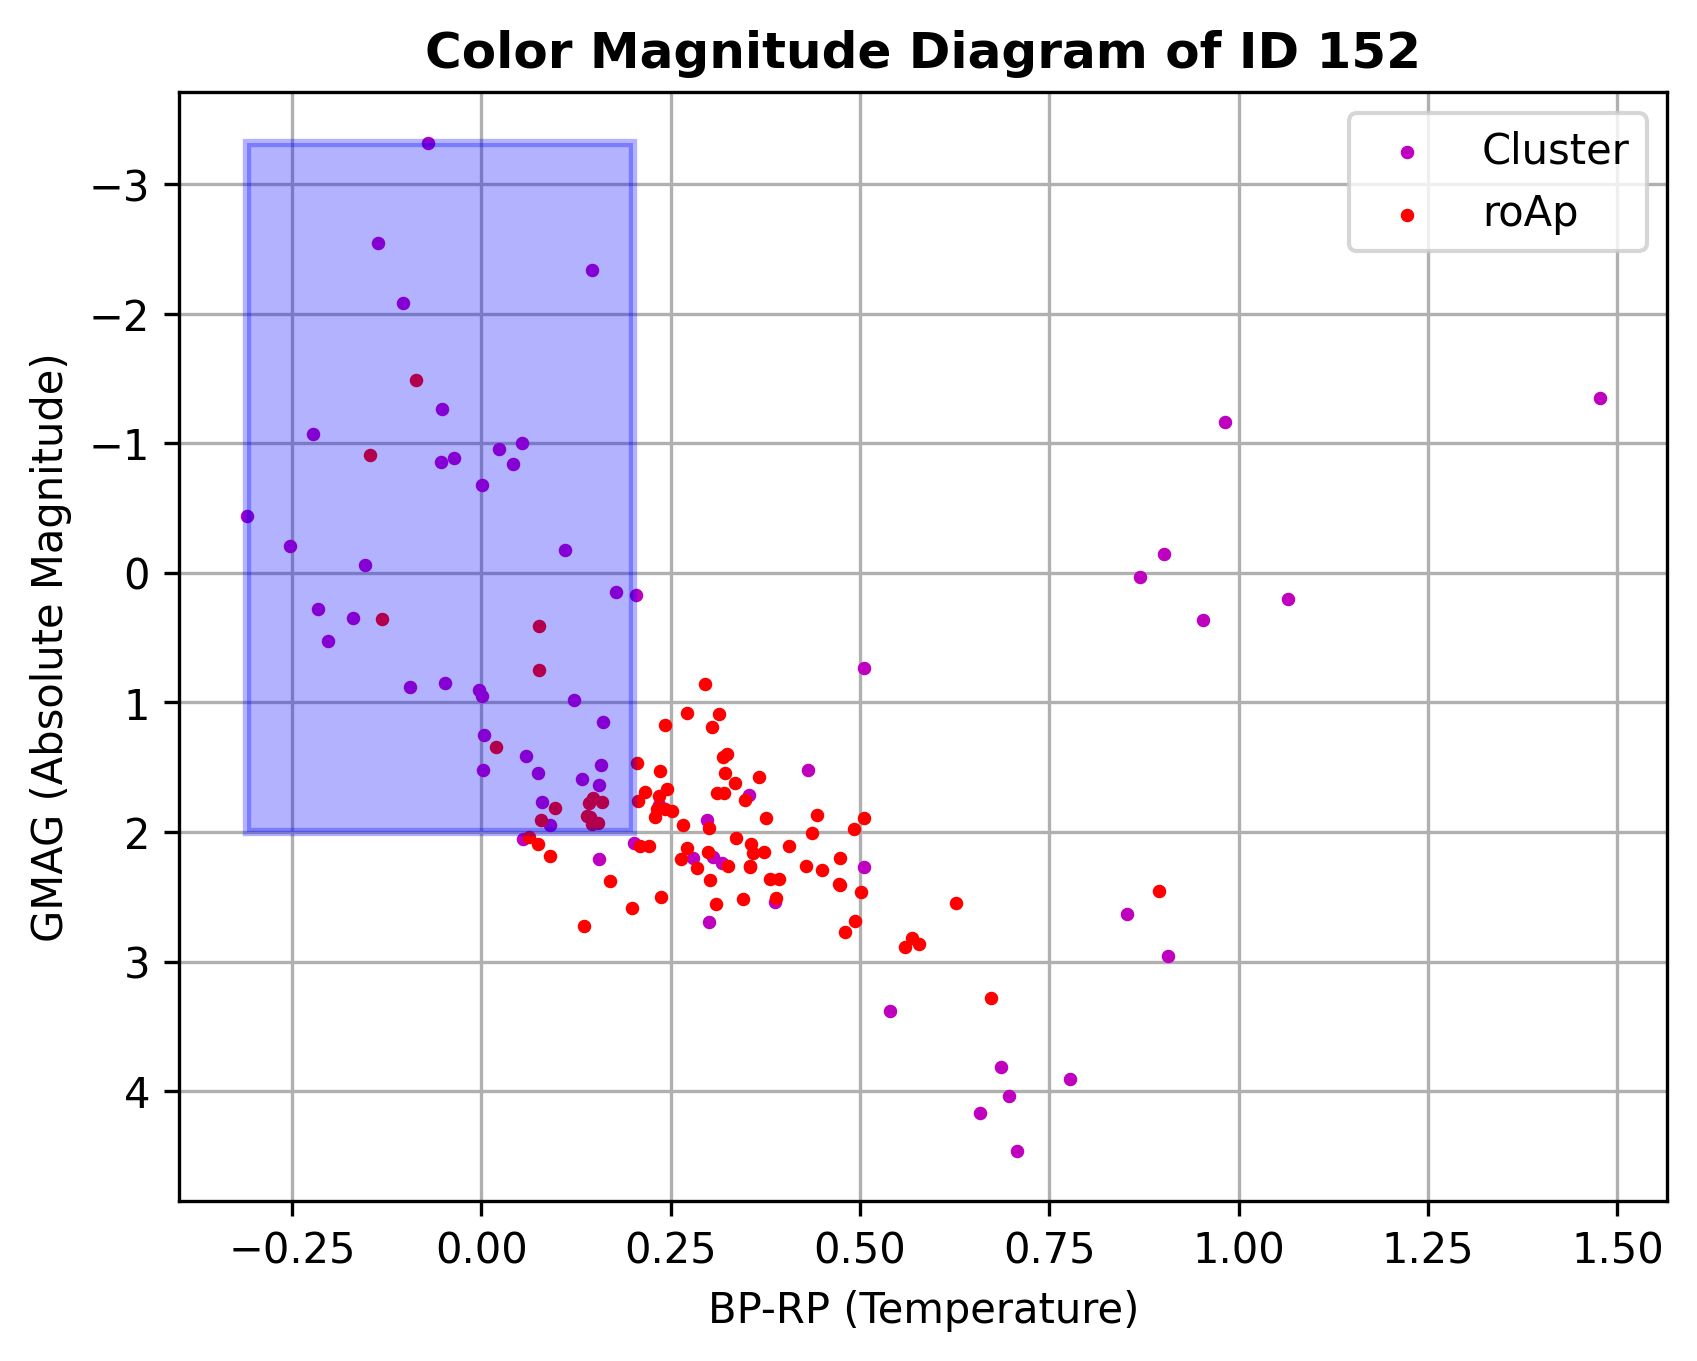 Color Magnitude Diagram of ID 152
Cluster
roAp
GMAG (Absolute Magnitude)
−3
−2
−1
0
1
2
3
4
−0.25 0.00 0.25 0.50 0.75 1.00 1.25 1.50
BP-RP (Temperature)